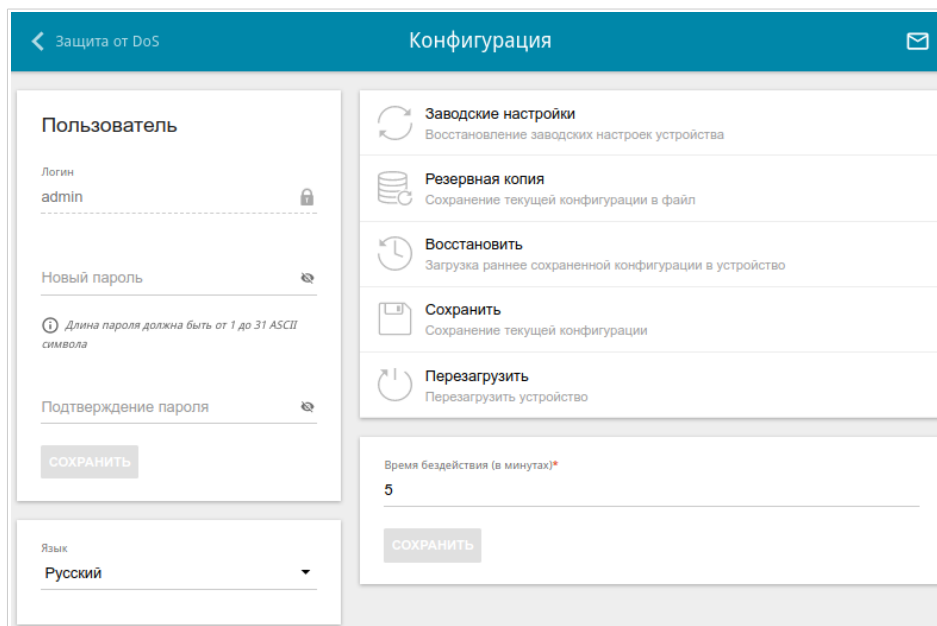 Защита от DoS
Конфигурация
Пользователь
Логин
admin
Новый пароль
Длина пароля должна быть от 1 до 31 ASCII
символа
Подтверждение пароля
СОХРАНИТЬ
Язык
Русский
Заводские настройки
Восстановление заводских настроек устройства
Резервная копия
Сохранение текущей конфигурации в файл
Восстановить
Загрузка раннее сохраненной конфигурации в устройство
Сохранить
Сохранение текущей конфигурации
Перезагрузить
Перезагрузить устройство
Время бездействия (в минутах)*
5
СОХРАНИТЬ